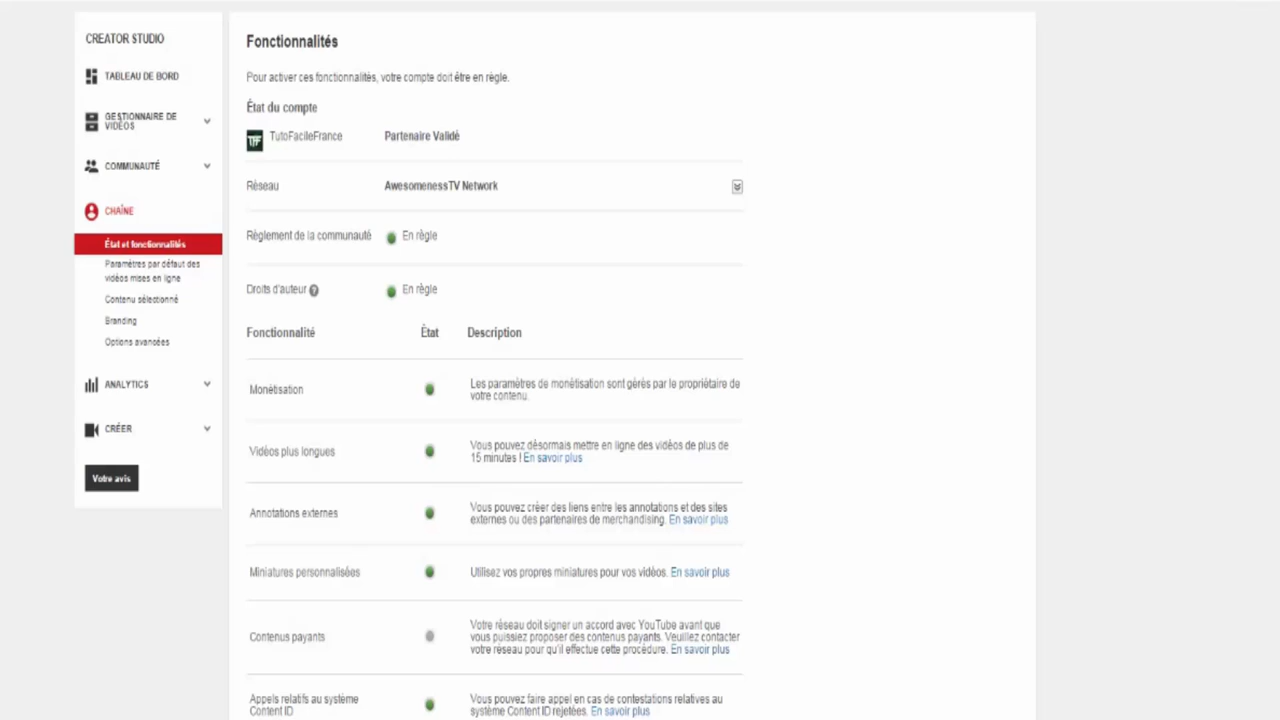 CREATOR STUDIO
TABLEAU DE BORD
GESTIONNAIRE DE
VIDÉOS
COMMUNAUTÉ
CHAÎNE
État et fonctionnalités
Paramètres par défaut des
vidéos mises en ligne
Contenu sélectionné
Branding
Options avancées
ANALYTICS
CRÉER
Votre avis
Fonctionnalités
Pour activer ces fonctionnalités, votre compte doit être en règle.
État du compte
TFF TutoFacileFrance Partenaire Validé
Réseau AwesomenessTV Network
Règlement de la communauté En règle
Droits d'auteur ? En règle
Fonctionnalité État Description
Monétisation
Les paramètres de monétisation sont gérés par le propriétaire de
votre contenu.
Vidéos plus longues
Vous pouvez désormais mettre en ligne des vidéos de plus de
15 minutes ! En savoir plus
Annotations externes
Vous pouvez créer des liens entre les annotations et des sites
externes ou des partenaires de merchandising. En savoir plus
Miniatures personnalisées
Utilisez vos propres miniatures pour vos vidéos. En savoir plus
Contenus payants
Votre réseau doit signer un accord avec YouTube avant que
vous puissiez proposer des contenus payants. Veuillez contacter
votre réseau pour qu'il effectue cette procédure. En savoir plus
Appels relatifs au système
Content ID
Vous pouvez faire appel en cas de contestations relatives au
système Content ID rejetées. En savoir plus